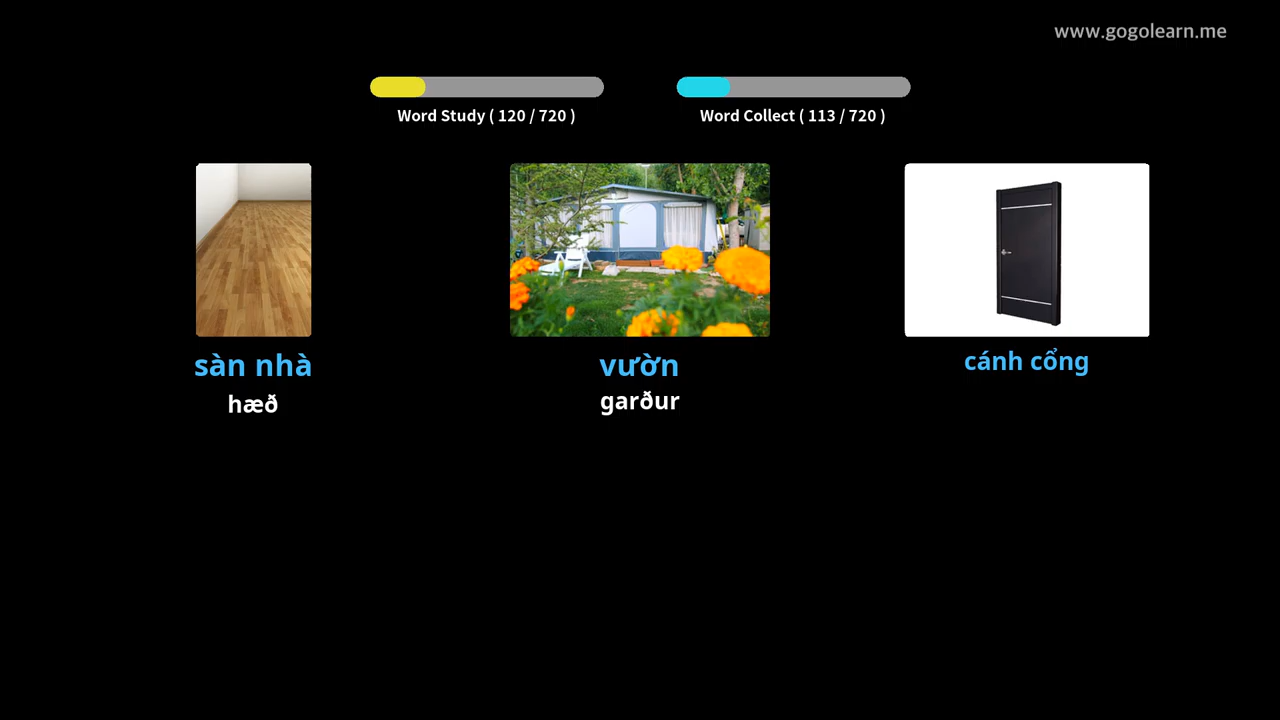 www.gogolearn.me
Word Study ( 120 / 720 )
Word Collect ( 113 / 720 )
sàn nhà
hæð
vườn
garður
cánh cổng